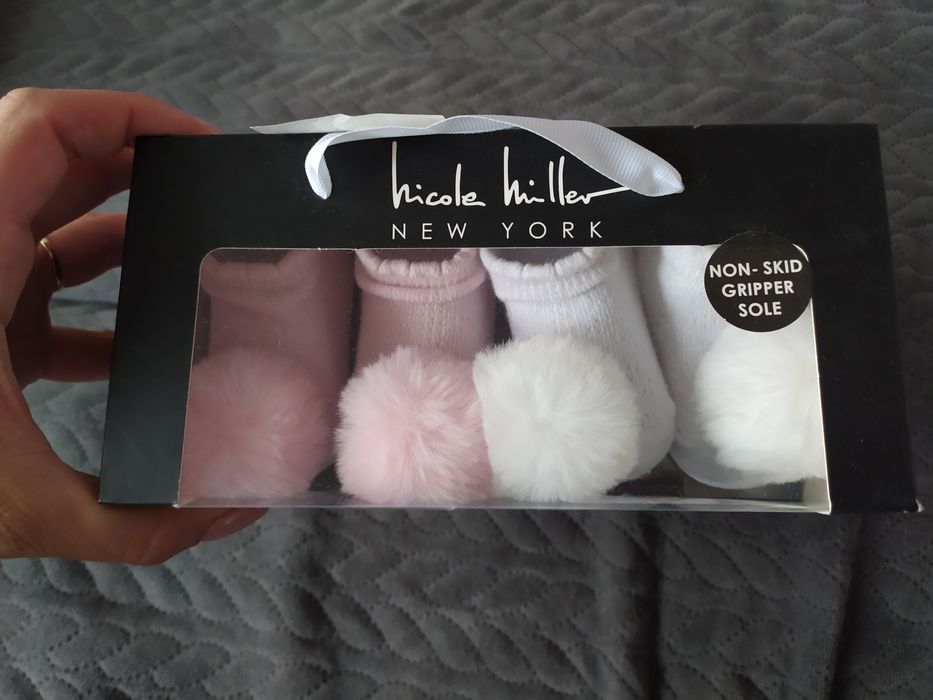 nicole miller
NEW YORK
NON- SKID
GRIPPER
SOLE